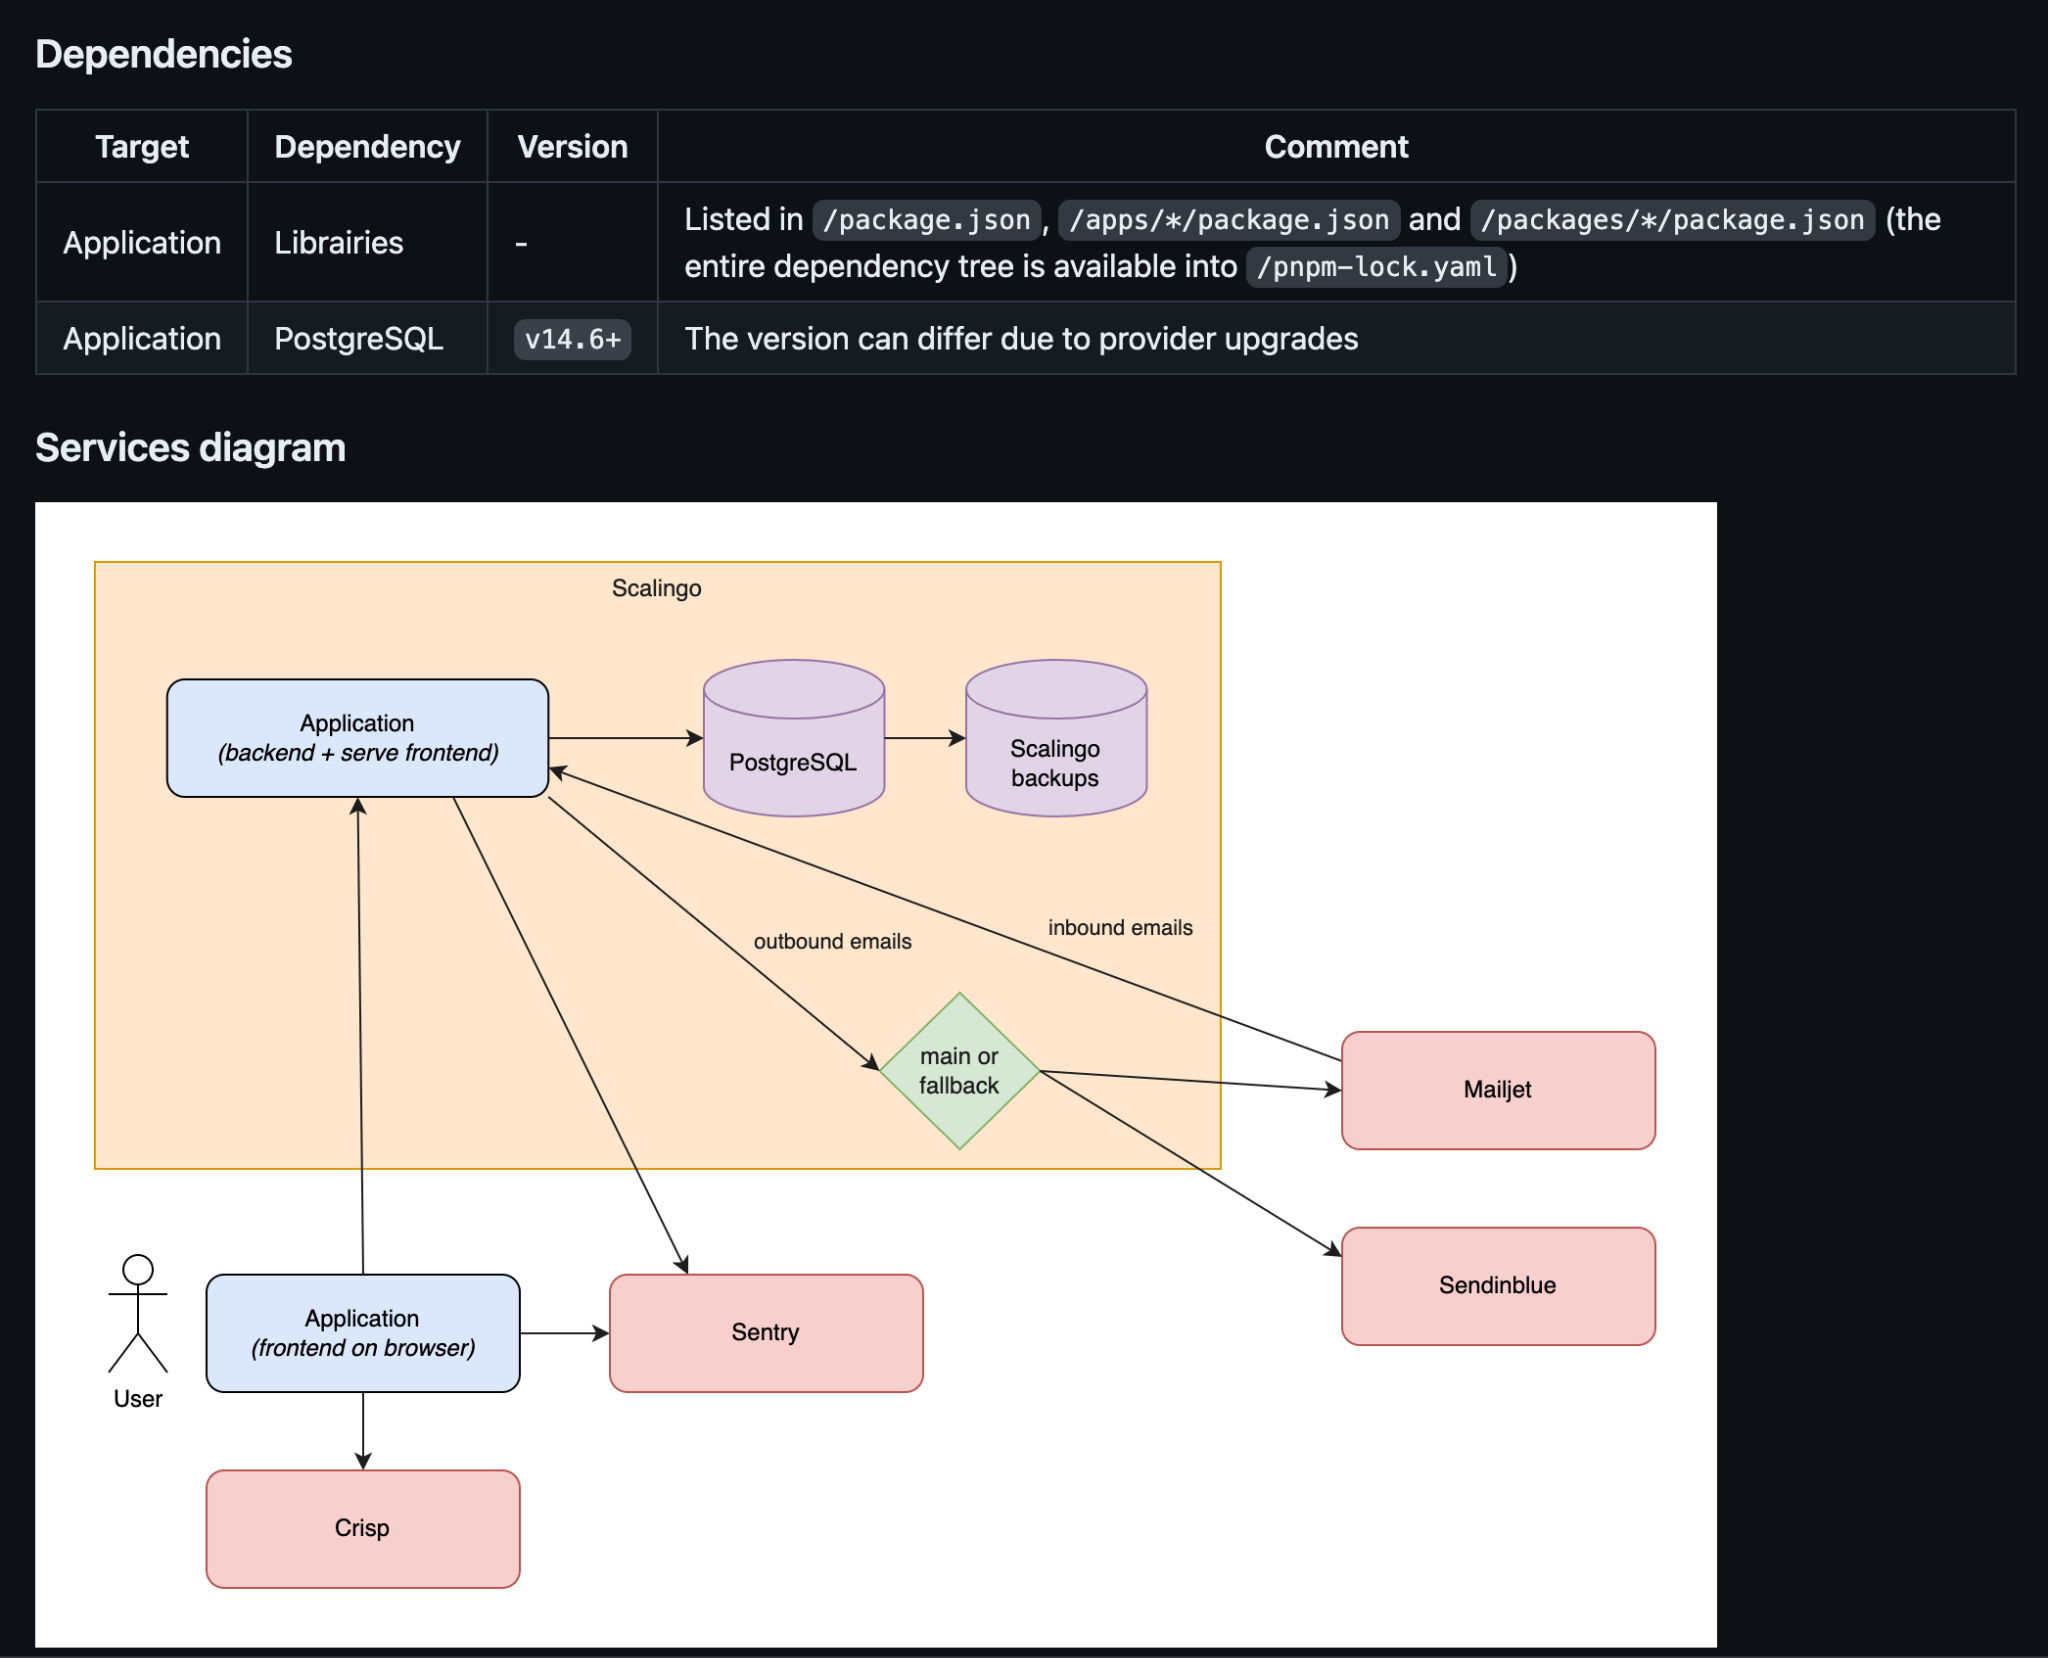 Dependencies
Target Dependency Version Comment
Application Librairies - Listed in /package.json, /apps/*/package.json and /packages/*/package.json (the
entire dependency tree is available into /pnpm-lock.yaml)
Application PostgreSQL v14.6+ The version can differ due to provider upgrades
Services diagram
Scalingo
Application
(backend + serve frontend)
PostgreSQL
Scalingo
backups
outbound emails
inbound emails
main or
fallback
Mailjet
Sendinblue
User
Application
(frontend on browser)
Sentry
Crisp